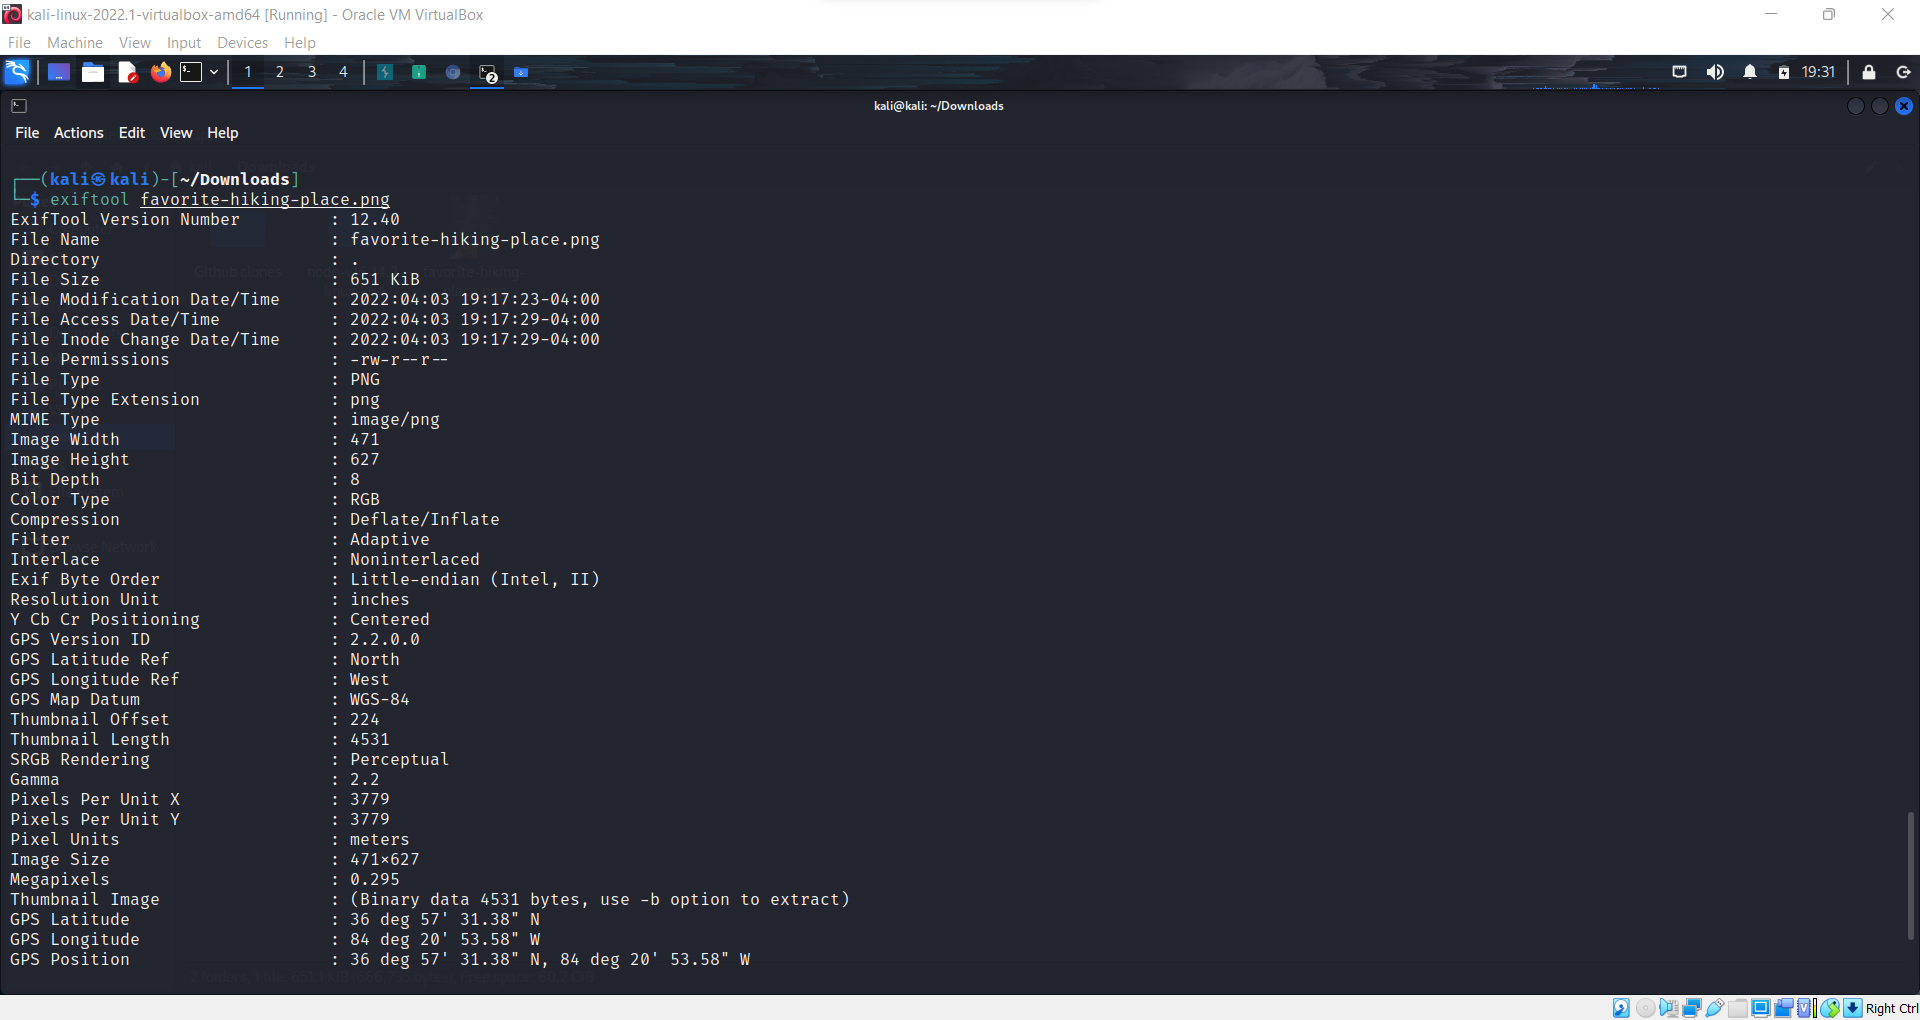 kali-linux-2022.1-virtualbox-amd64 [Running] - Oracle VM VirtualBox
File Machine View Input Devices Help
1 2 3 4 2 19:31
kali@kali: ~/Downloads
File Actions Edit View Help
┌──(kali㉿kali)-[~/Downloads]
└─$ exiftool favorite-hiking-place.png
ExifTool Version Number : 12.40
File Name : favorite-hiking-place.png
Directory : .
File Size : 651 KiB
File Modification Date/Time : 2022:04:03 19:17:23-04:00
File Access Date/Time : 2022:04:03 19:17:29-04:00
File Inode Change Date/Time : 2022:04:03 19:17:29-04:00
File Permissions : -rw-r--r--
File Type : PNG
File Type Extension : png
MIME Type : image/png
Image Width : 471
Image Height : 627
Bit Depth : 8
Color Type : RGB
Compression : Deflate/Inflate
Filter : Adaptive
Interlace : Noninterlaced
Exif Byte Order : Little-endian (Intel, II)
Resolution Unit : inches
Y Cb Cr Positioning : Centered
GPS Version ID : 2.2.0.0
GPS Latitude Ref : North
GPS Longitude Ref : West
GPS Map Datum : WGS-84
Thumbnail Offset : 224
Thumbnail Length : 4531
SRGB Rendering : Perceptual
Gamma : 2.2
Pixels Per Unit X : 3779
Pixels Per Unit Y : 3779
Pixel Units : meters
Image Size : 471×627
Megapixels : 0.295
Thumbnail Image : (Binary data 4531 bytes, use -b option to extract)
GPS Latitude : 36 deg 57' 31.38" N
GPS Longitude : 84 deg 20' 53.58" W
GPS Position : 36 deg 57' 31.38" N, 84 deg 20' 53.58" W
Right Ctrl